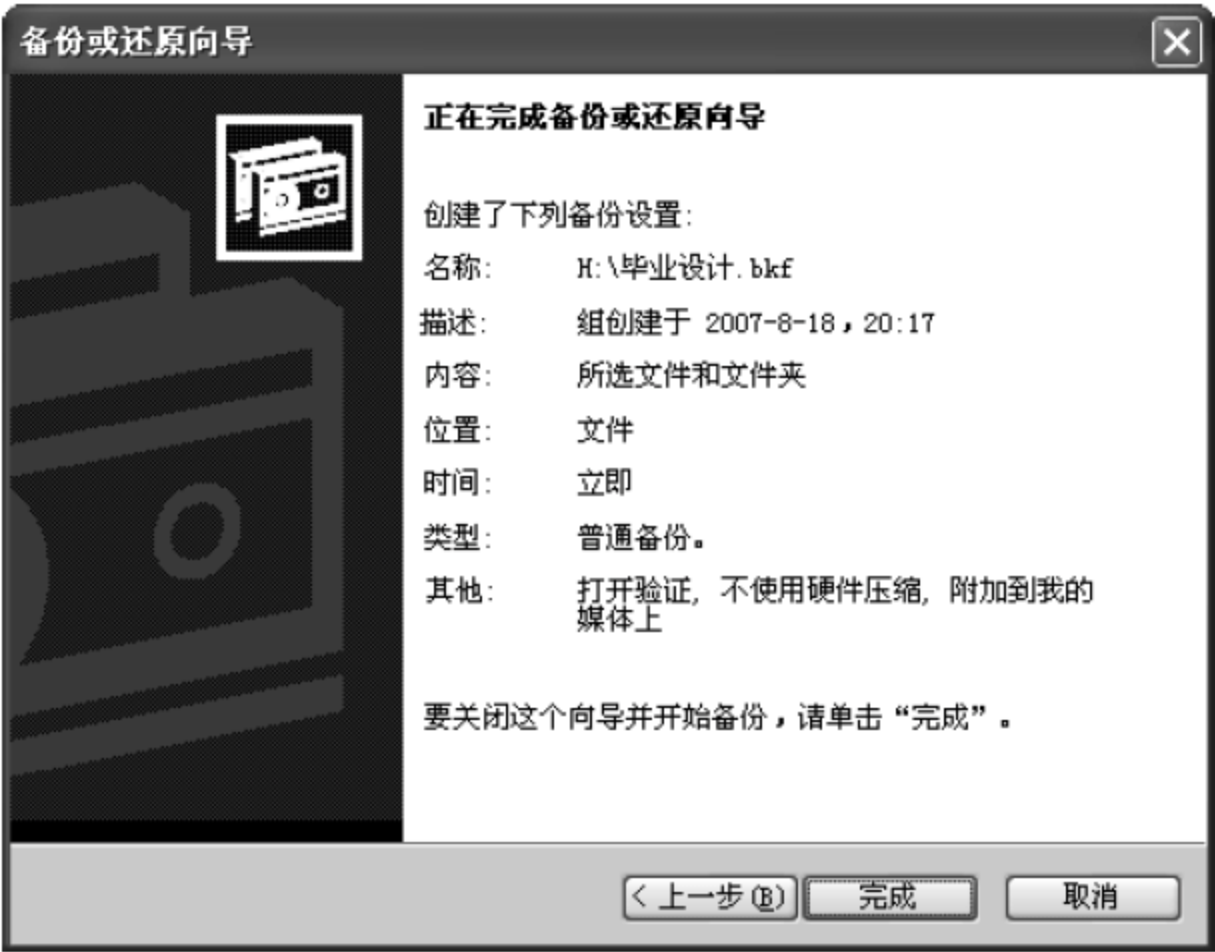 备份或还原向导
正在完成备份或还原向导
创建了下列备份设置:
名称: H:\毕业设计.bkf
描述: 组创建于 2007-8-18，20:17
内容: 所选文件和文件夹
位置: 文件
时间: 立即
类型: 普通备份。
其他: 打开验证, 不使用硬件压缩, 附加到我的
媒体上
要关闭这个向导并开始备份，请单击“完成”。
< 上一步(B) 完成 取消